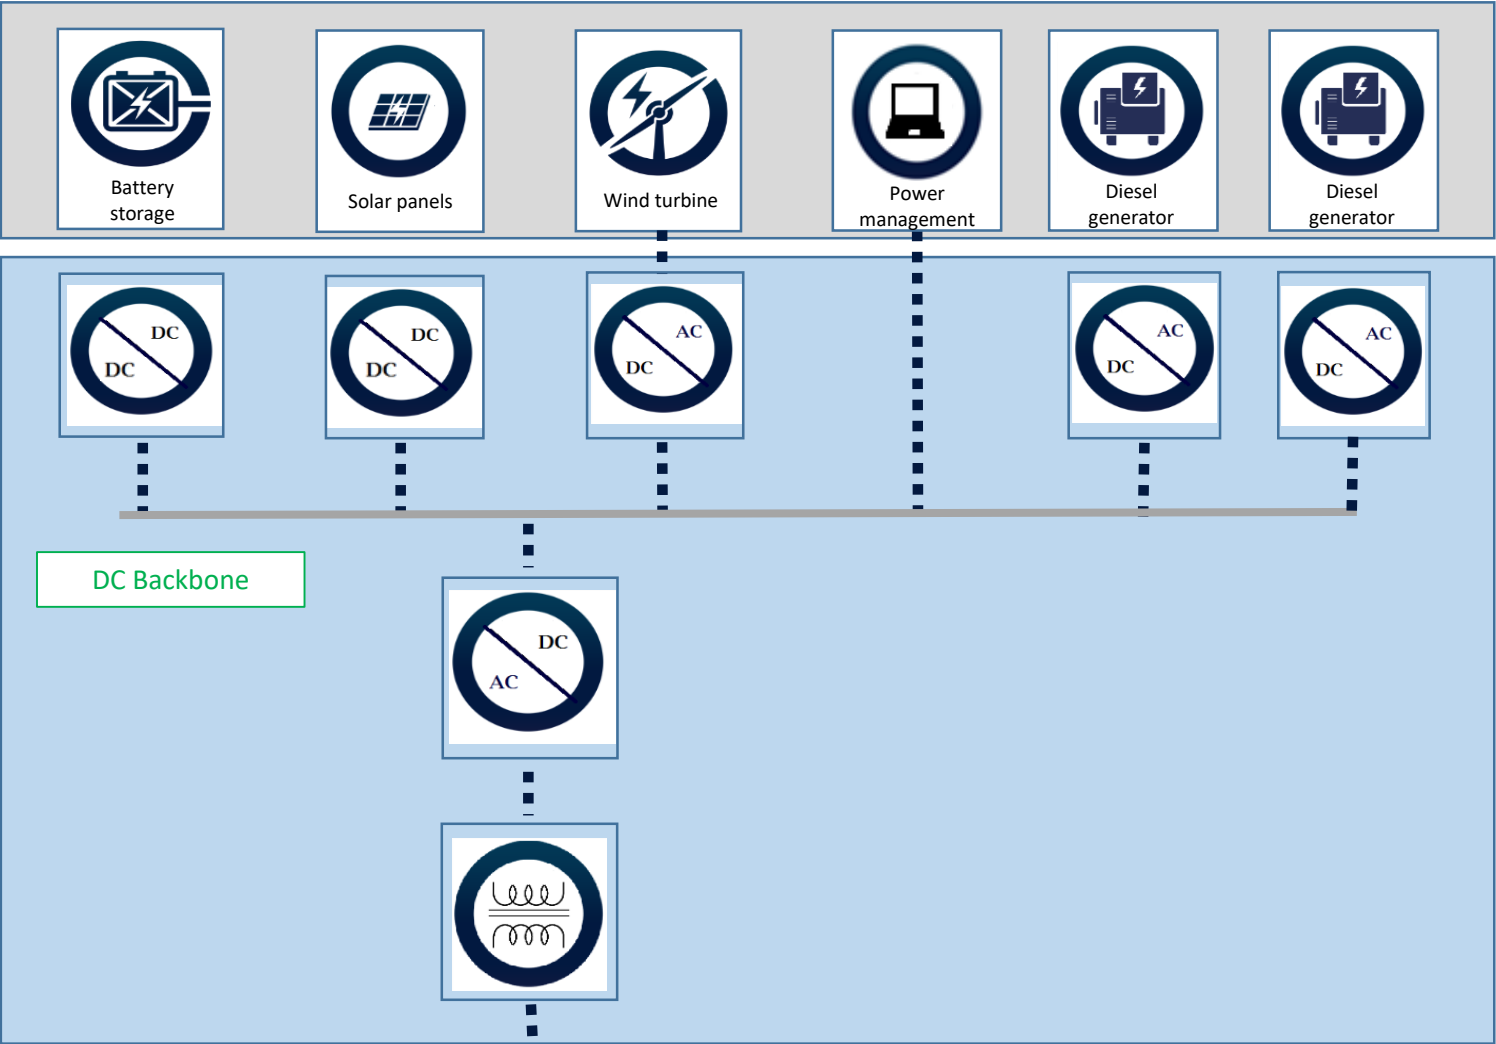 Battery
storage
Solar panels
Wind turbine
Power
management
Diesel
generator
Diesel
generator
DC
DC
DC
DC
AC
DC
AC
DC
AC
DC
DC Backbone
DC
AC